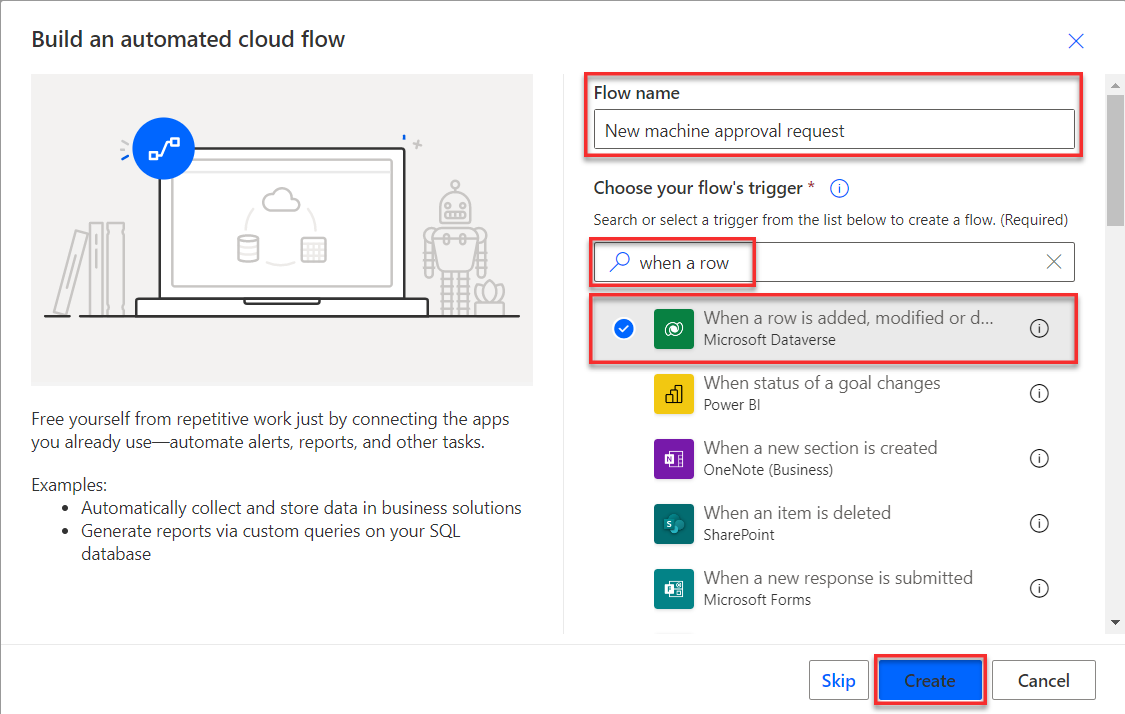 Build an automated cloud flow
Free yourself from repetitive work just by connecting the apps
you already use—automate alerts, reports, and other tasks.
Examples:
• Automatically collect and store data in business solutions
• Generate reports via custom queries on your SQL
database
Flow name
New machine approval request
Choose your flow's trigger *
Search or select a trigger from the list below to create a flow. (Required)
when a row
When a row is added, modified or d...
Microsoft Dataverse
When status of a goal changes
Power BI
When a new section is created
OneNote (Business)
When an item is deleted
SharePoint
When a new response is submitted
Microsoft Forms
Skip
Create
Cancel